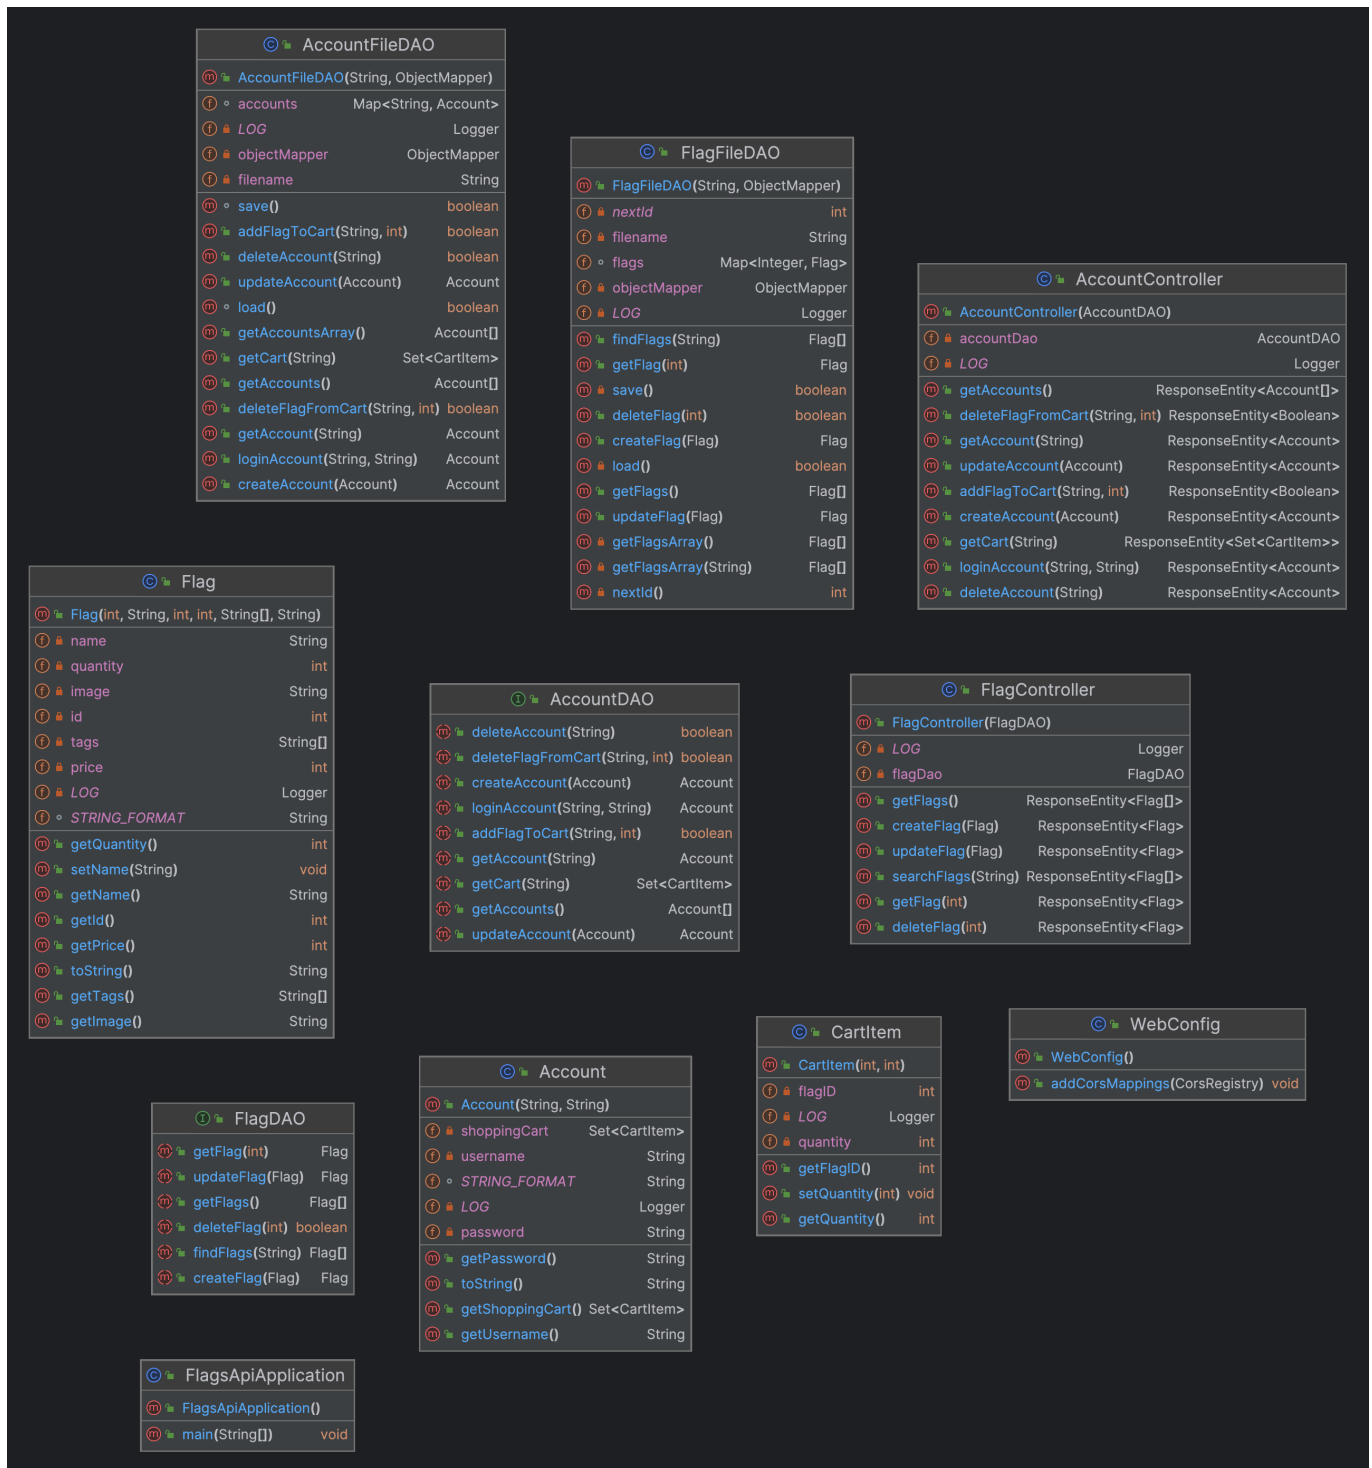 AccountFileDAO
AccountFileDAO(String, ObjectMapper)
accounts Map<String, Account>
LOG Logger
objectMapper ObjectMapper
filename String
save() boolean
addFlagToCart(String, int) boolean
deleteAccount(String) boolean
updateAccount(Account) Account
load() boolean
getAccountsArray() Account[]
getCart(String) Set<CartItem>
getAccounts() Account[]
deleteFlagFromCart(String, int) boolean
getAccount(String) Account
loginAccount(String, String) Account
createAccount(Account) Account
FlagFileDAO
FlagFileDAO(String, ObjectMapper)
nextId int
filename String
flags Map<Integer, Flag>
objectMapper ObjectMapper
LOG Logger
findFlags(String) Flag[]
getFlag(int) Flag
save() boolean
deleteFlag(int) boolean
createFlag(Flag) Flag
load() boolean
getFlags() Flag[]
updateFlag(Flag) Flag
getFlagsArray() Flag[]
getFlagsArray(String) Flag[]
nextId() int
AccountController
AccountController(AccountDAO)
accountDao AccountDAO
LOG Logger
getAccounts() ResponseEntity<Account[]>
deleteFlagFromCart(String, int) ResponseEntity<Boolean>
getAccount(String) ResponseEntity<Account>
updateAccount(Account) ResponseEntity<Account>
addFlagToCart(String, int) ResponseEntity<Boolean>
createAccount(Account) ResponseEntity<Account>
getCart(String) ResponseEntity<Set<CartItem>>
loginAccount(String, String) ResponseEntity<Account>
deleteAccount(String) ResponseEntity<Account>
Flag
Flag(int, String, int, int, String[], String)
name String
quantity int
image String
id int
tags String[]
price int
LOG Logger
STRING_FORMAT String
getQuantity() int
setName(String) void
getName() String
getId() int
getPrice() int
toString() String
getTags() String[]
getImage() String
AccountDAO
deleteAccount(String) boolean
deleteFlagFromCart(String, int) boolean
createAccount(Account) Account
loginAccount(String, String) Account
addFlagToCart(String, int) boolean
getAccount(String) Account
getCart(String) Set<CartItem>
getAccounts() Account[]
updateAccount(Account) Account
FlagController
FlagController(FlagDAO)
LOG Logger
flagDao FlagDAO
getFlags() ResponseEntity<Flag[]>
createFlag(Flag) ResponseEntity<Flag>
updateFlag(Flag) ResponseEntity<Flag>
searchFlags(String) ResponseEntity<Flag[]>
getFlag(int) ResponseEntity<Flag>
deleteFlag(int) ResponseEntity<Flag>
CartItem
CartItem(int, int)
flagID int
LOG Logger
quantity int
getFlagID() int
setQuantity(int) void
getQuantity() int
WebConfig
WebConfig()
addCorsMappings(CorsRegistry) void
Account
Account(String, String)
shoppingCart Set<CartItem>
username String
STRING_FORMAT String
LOG Logger
password String
getPassword() String
toString() String
getShoppingCart() Set<CartItem>
getUsername() String
FlagDAO
getFlag(int) Flag
updateFlag(Flag) Flag
getFlags() Flag[]
deleteFlag(int) boolean
findFlags(String) Flag[]
createFlag(Flag) Flag
FlagsApiApplication
FlagsApiApplication()
main(String[]) void